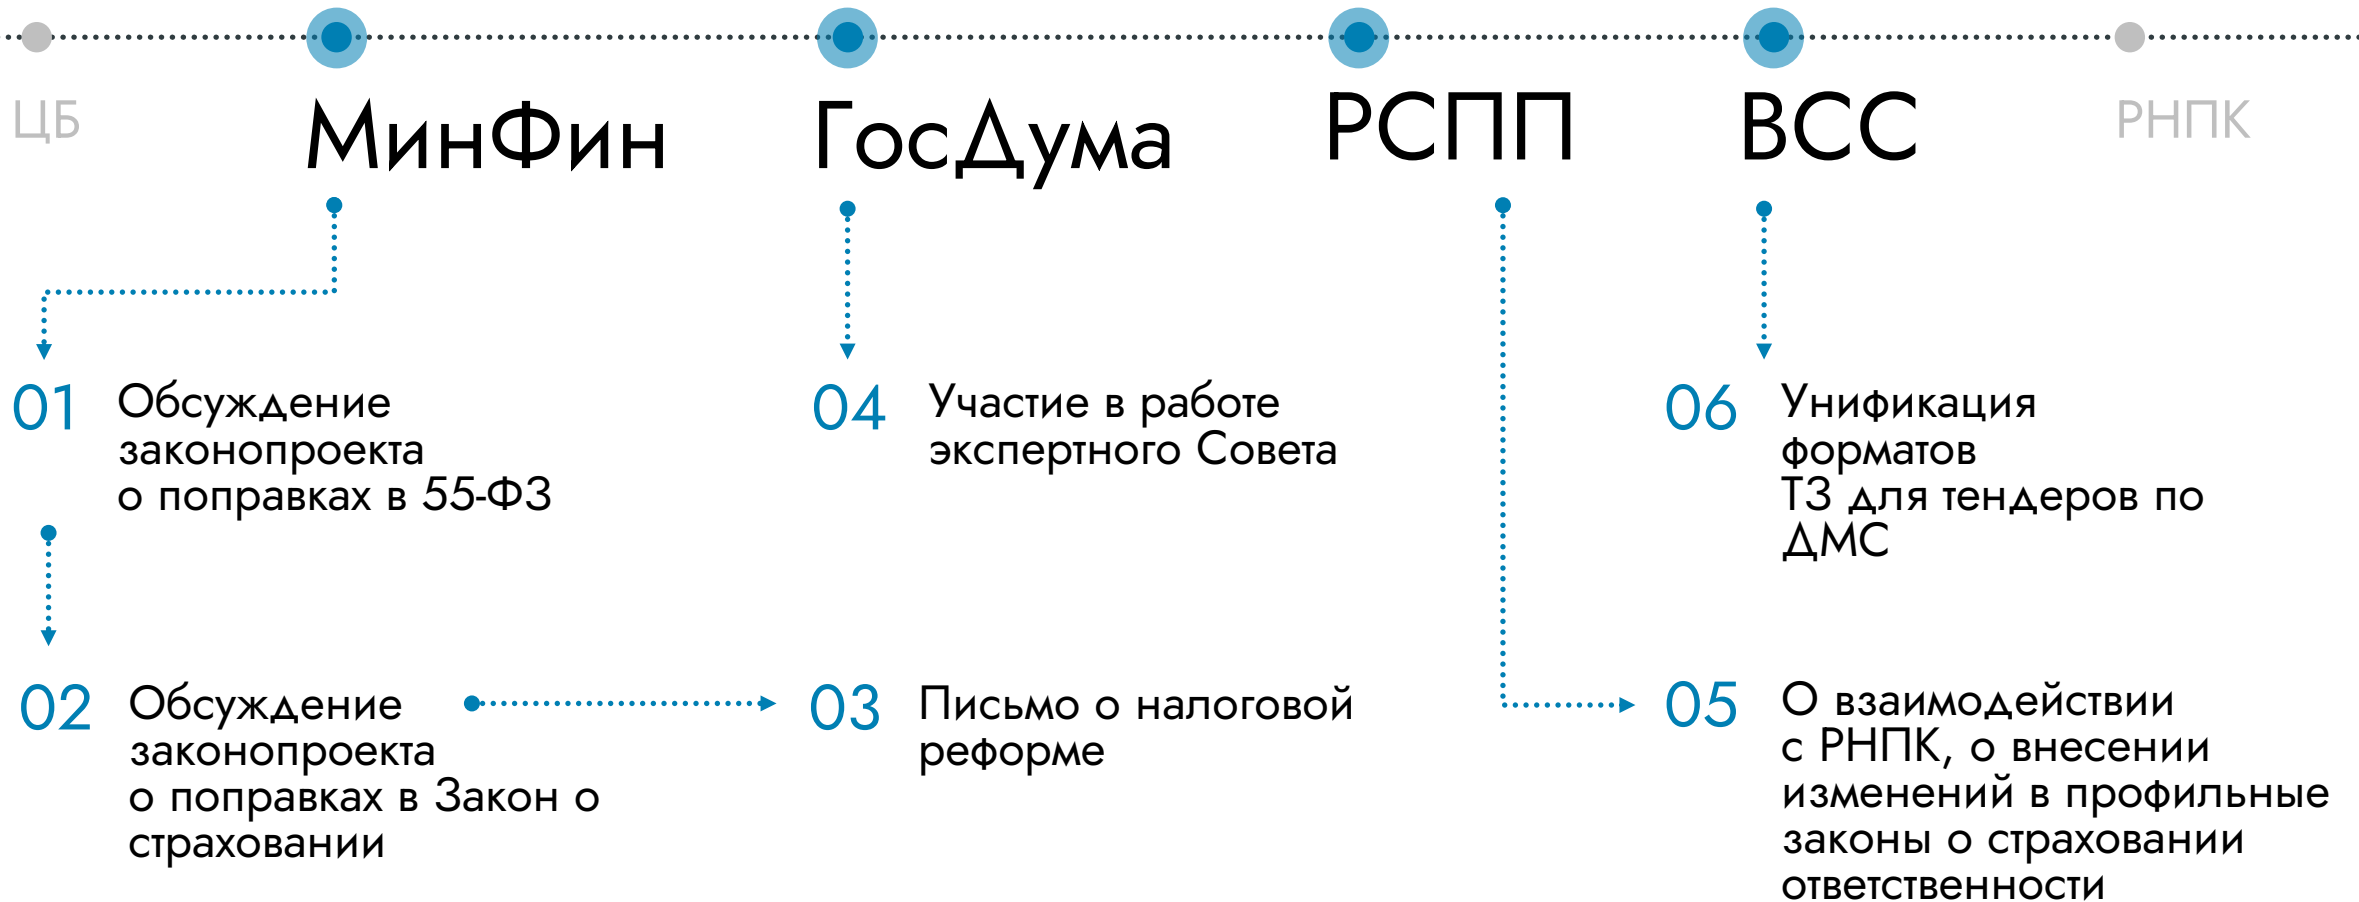 ЦБ
МинФин
ГосДума
РСПП
ВСС
РНПК
01
Обсуждение
законопроекта
о поправках в 55-ФЗ
02
Обсуждение
законопроекта
о поправках в Закон о
страховании
03
Письмо о налоговой
реформе
04
Участие в работе
экспертного Совета
06
Унификация
форматов
ТЗ для тендеров по
ДМС
05
О взаимодействии
с РНПК, о внесении
изменений в профильные
законы о страховании
ответственности